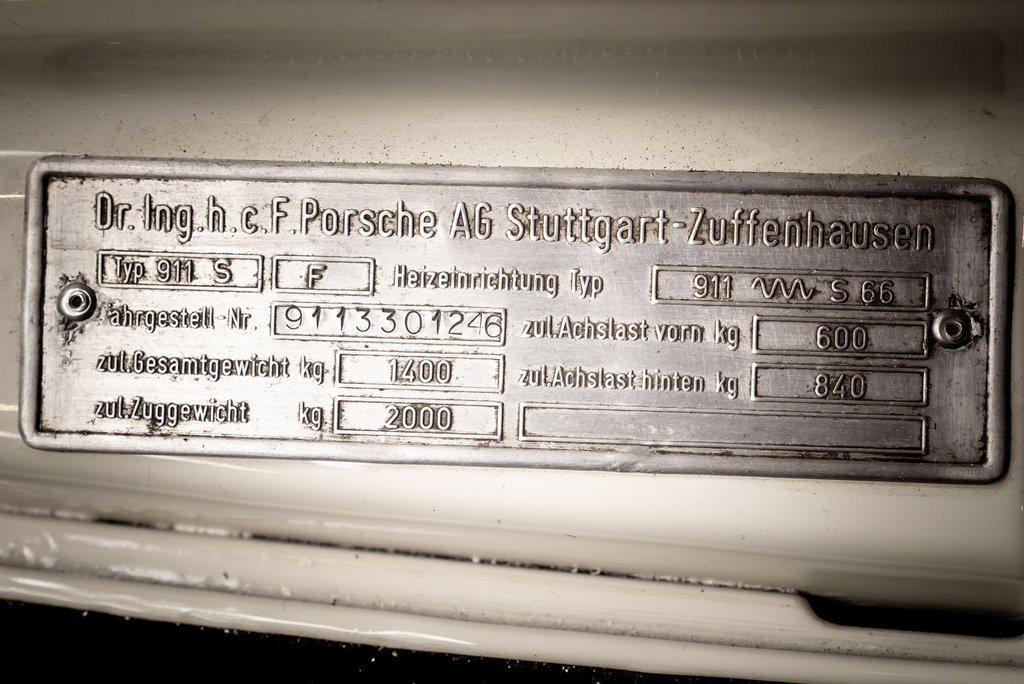 Dr. Ing. h. c. F. Porsche AG Stuttgart-Zuffenhausen
Typ 911 S F Heizeinrichtung Typ 911 S 66
ahrgestell-Nr. 9113301246 zul. Achslast vorn kg 600
zul. Gesamtgewicht kg 1400 zul. Achslast hinten kg 840
zul. Zuggewicht kg 2000